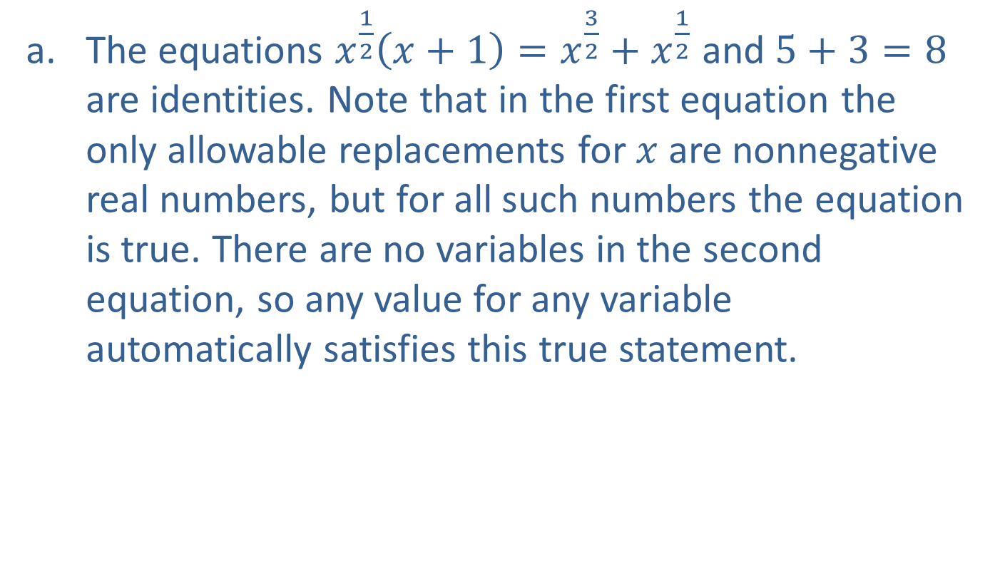 a. The equations $x^{\frac{1}{2}}(x + 1) = x^{\frac{3}{2}} + x^{\frac{1}{2}}$ and $5 + 3 = 8$
are identities. Note that in the first equation the
only allowable replacements for $x$ are nonnegative
real numbers, but for all such numbers the equation
is true. There are no variables in the second
equation, so any value for any variable
automatically satisfies this true statement.